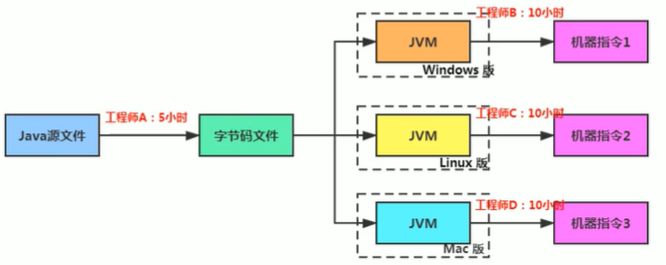 工程师B：10小时
JVM
机器指令1
Windows 版
工程师A：5小时
工程师C：10小时
Java源文件
字节码文件
JVM
机器指令2
Linux 版
工程师D：10小时
JVM
机器指令3
Mac 版